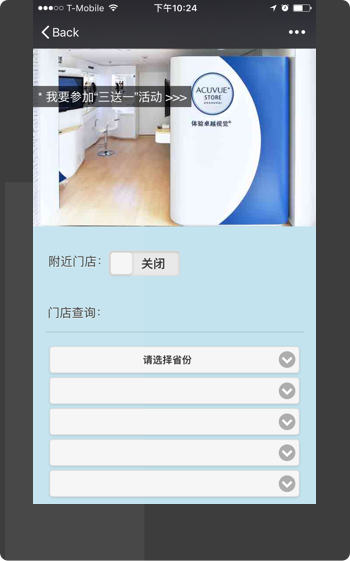 T-Mobile 下午10:24
Back
ACUVUE®
STORE
体验卓越视觉®
* 我要参加“三送一”活动 >>>
附近门店： 关闭
门店查询：
请选择省份